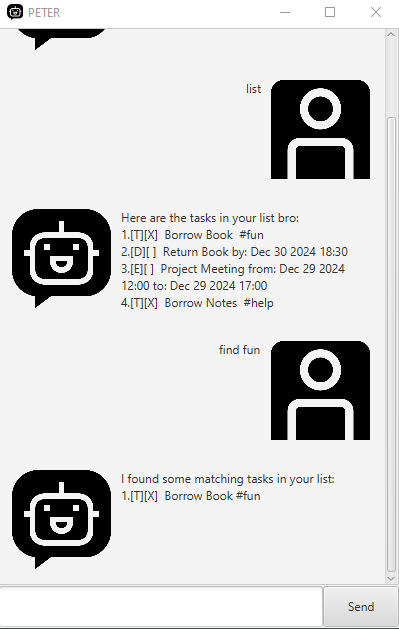 PETER
list
Here are the tasks in your list bro:
1.[T][X]  Borrow Book  #fun
2.[D][ ]  Return Book by: Dec 30 2024 18:30
3.[E][ ]  Project Meeting from: Dec 29 2024
12:00 to: Dec 29 2024 17:00
4.[T][X]  Borrow Notes  #help
find fun
I found some matching tasks in your list:
1.[T][X]  Borrow Book #fun
Send